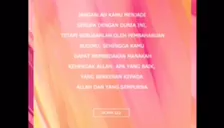 JANGANLAH KAMU MENJADI
DENGAN DENGAN DUNIA INI,
TETAPI BERUBAHLAH OLEH PEMBAHARUAN
BUDIMU, SEHINGGA KAMU
DAPAT MEMBEDAKAN MANAKAH
KEHENDAK ALLAH: APA YANG BAIK,
YANG BERKENAN KEPADA
ALLAH DAN YANG SEMPURNA